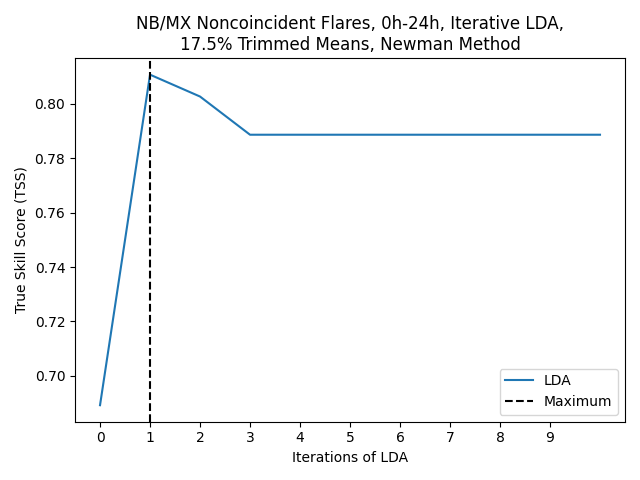 NB/MX Noncoincident Flares, 0h-24h, Iterative LDA,
17.5% Trimmed Means, Newman Method
True Skill Score (TSS)
0.80
0.78
0.76
0.74
0.72
0.70
LDA
Maximum
0 1 2 3 4 5 6 7 8 9
Iterations of LDA